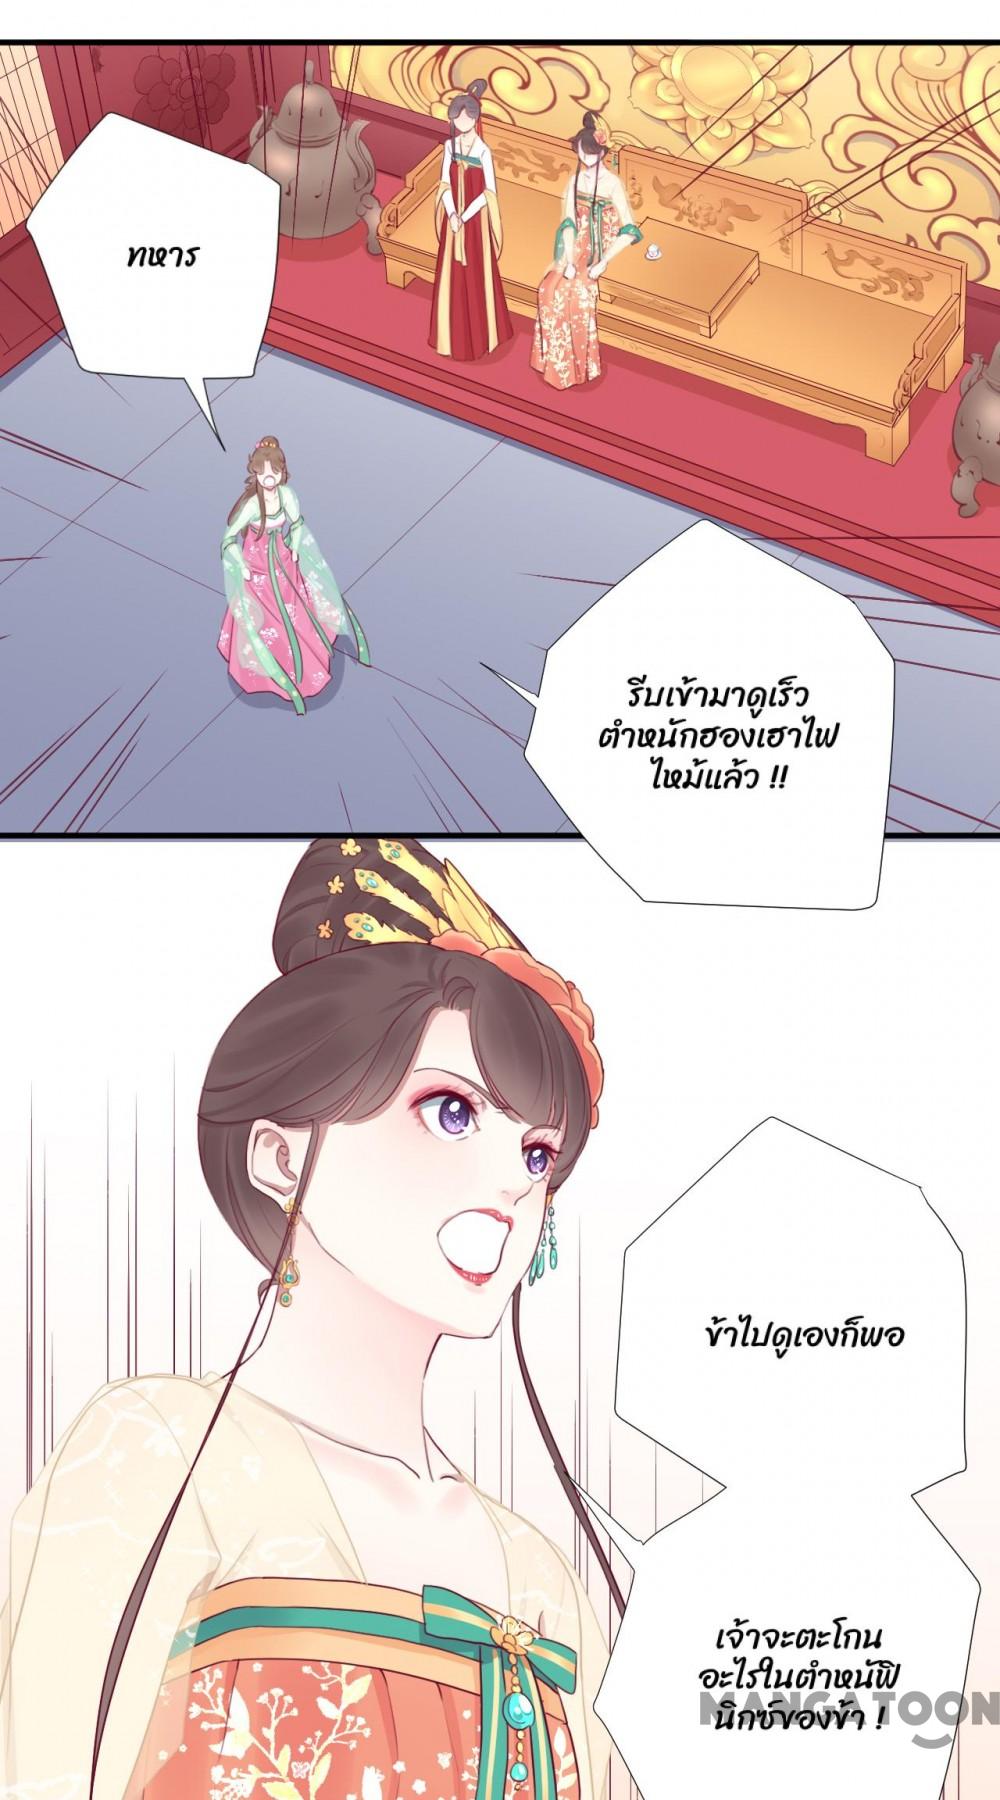 ทหาร
รีบเข้ามาดูเร็ว
ตำหนักฮองเฮาไฟ
ไหม้แล้ว !!
ข้าไปดูเองก็พอ
เจ้าจะตะโกน
อะไรในตำหนัฟิ
นิกซ์ของข้า !
MANGATOON